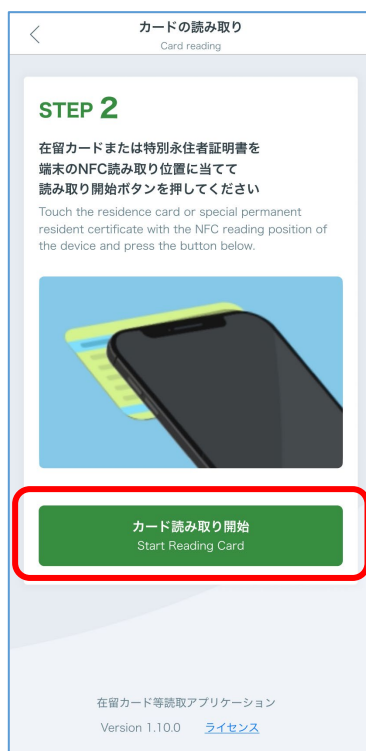 カードの読み取り
Card reading
STEP 2
在留カードまたは特別永住者証明書を
端末のNFC読み取り位置に当てて
読み取り開始ボタンを押してください
Touch the residence card or special permanent
resident certificate with the NFC reading position of
the device and press the button below.
カード読み取り開始
Start Reading Card
在留カード等読取アプリケーション
Version 1.10.0 ライセンス